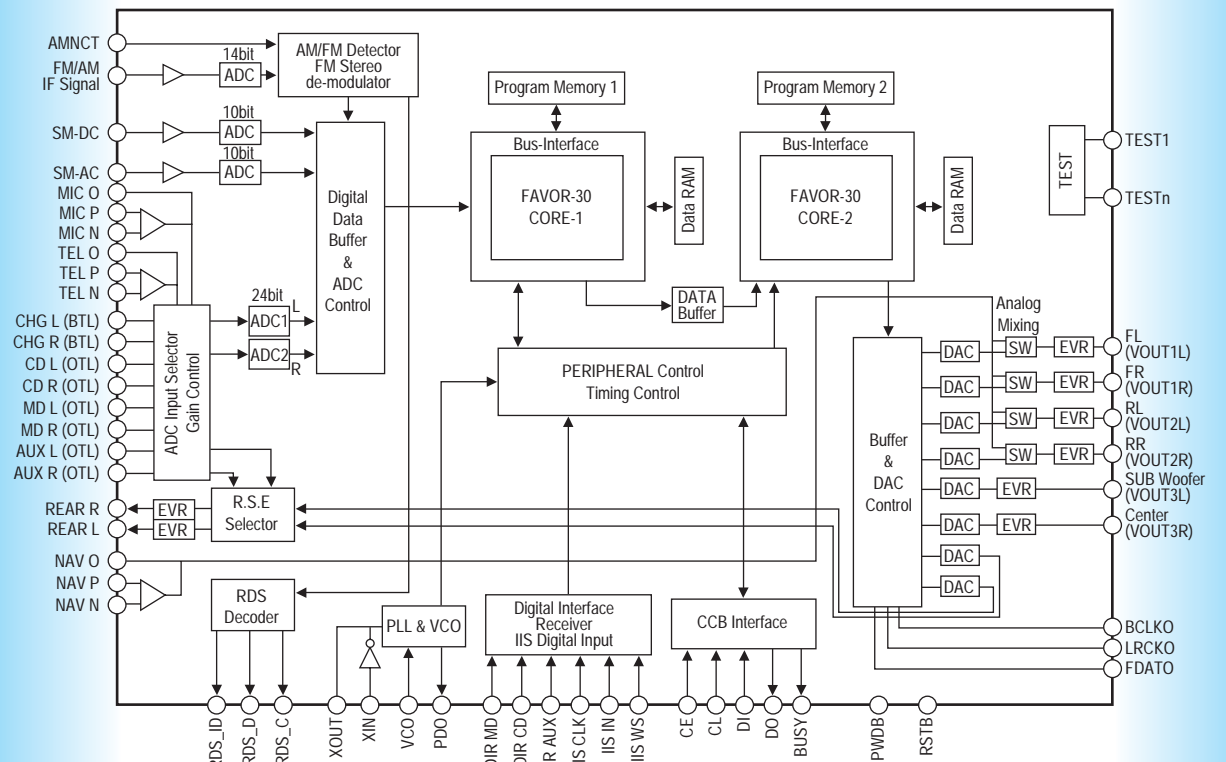 AMNCT
FM/AM
IF Signal
SM-DC
SM-AC
MIC O
MIC P
MIC N
TEL O
TEL P
TEL N
CHG L (BTL)
CHG R (BTL)
CD L (OTL)
CD R (OTL)
MD L (OTL)
MD R (OTL)
AUX L (OTL)
AUX R (OTL)
REAR R
REAR L
NAV O
NAV P
NAV N
14bit
ADC
10bit
ADC
10bit
ADC
AM/FM Detector
FM Stereo
de-modulator
Digital
Data
Buffer
&
ADC
Control
24bit
ADC1
L
ADC2
R
ADC Input Selector
Gain Control
EVR
EVR
R.S.E
Selector
RDS
Decoder
Program Memory 1
Bus-Interface
FAVOR-30
CORE-1
Data RAM
Program Memory 2
Bus-Interface
FAVOR-30
CORE-2
Data RAM
DATA
Buffer
PERIPHERAL Control
Timing Control
PLL & VCO
Digital Interface
Receiver
IIS Digital Input
CCB Interface
Buffer
&
DAC
Control
Analog
Mixing
DAC
SW
EVR
DAC
SW
EVR
DAC
SW
EVR
DAC
SW
EVR
DAC
EVR
DAC
EVR
DAC
DAC
TEST
TEST1
TESTn
FL
(VOUT1L)
FR
(VOUT1R)
RL
(VOUT2L)
RR
(VOUT2R)
SUB Woofer
(VOUT3L)
Center
(VOUT3R)
BCLKO
LRCKO
FDATO
RDS_ID
RDS_D
RDS_C
XOUT
XIN
VCO
PDO
DIR MD
DIR CD
R AUX
IS CLK
IIS IN
IIS WS
CE
CL
DI
DO
BUSY
PWDB
RSTB